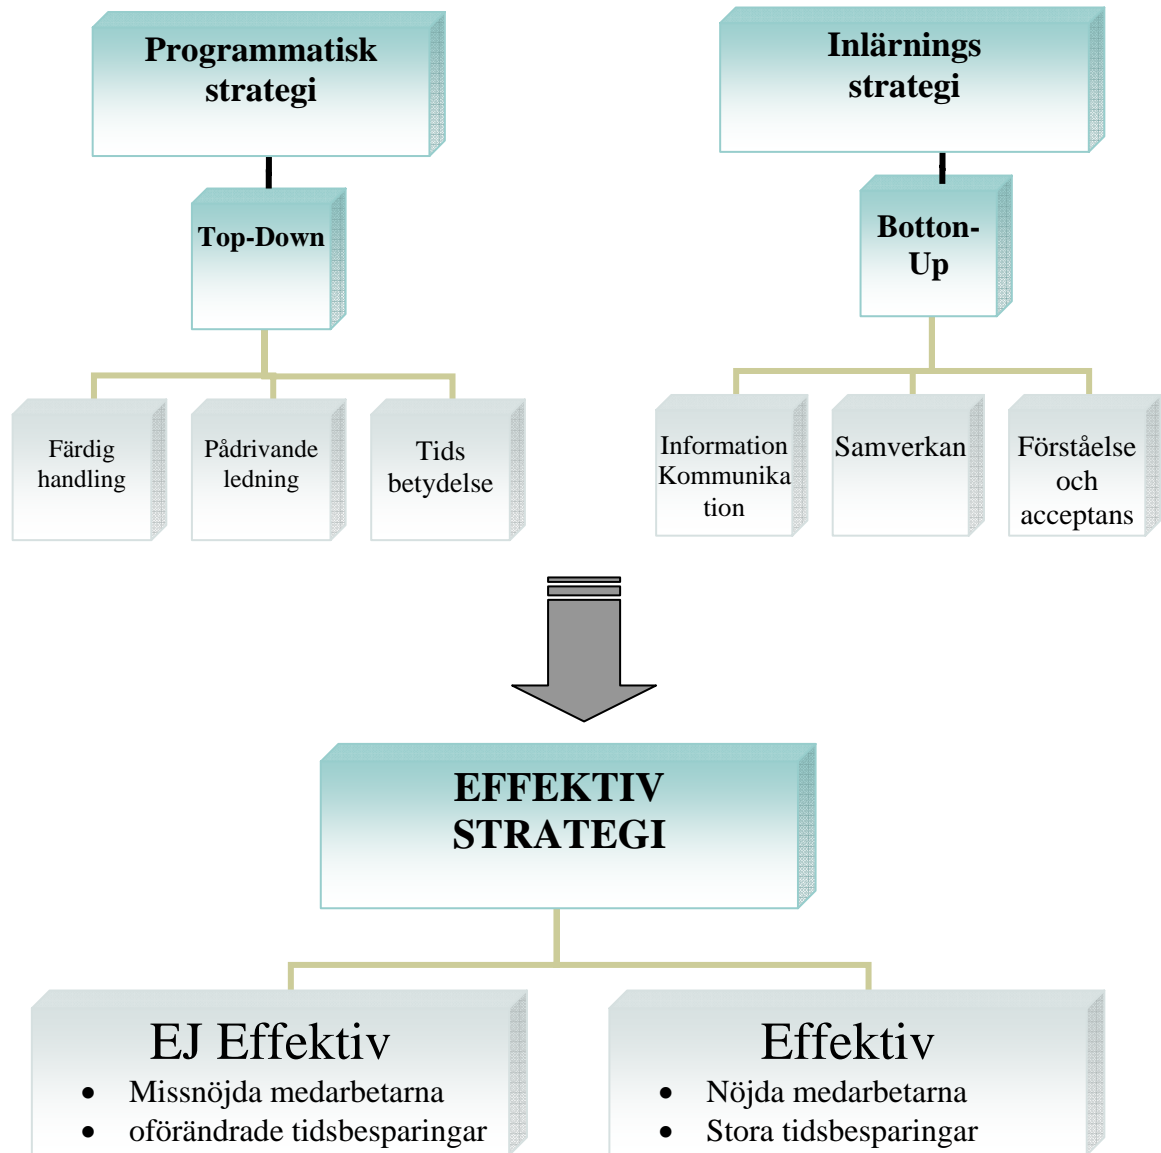 Programmatisk
strategi
Top-Down
Färdig
handling
Pådrivande
ledning
Tids
betydelse
Inlärnings
strategi
Botton-
Up
Information
Kommunika
tion
Samverkan
Förståelse
och
acceptans
EFFEKTIV
STRATEGI
EJ Effektiv
• Missnöjda medarbetarna
• oförändrade tidsbesparingar
Effektiv
• Nöjda medarbetarna
• Stora tidsbesparingar